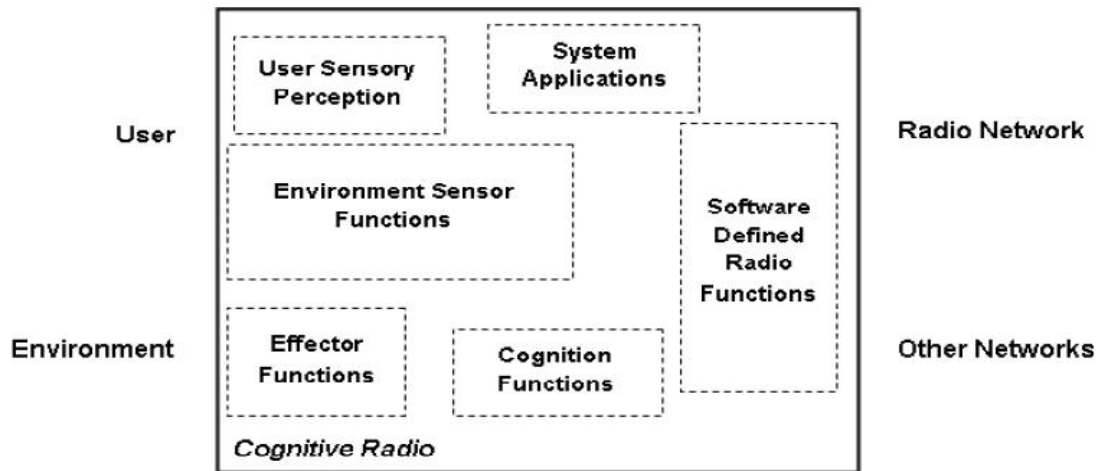 User Sensory
Perception
System
Applications
User
Radio Network
Environment Sensor
Functions
Software
Defined
Radio
Functions
Environment
Effector
Functions
Cognition
Functions
Other Networks
Cognitive Radio